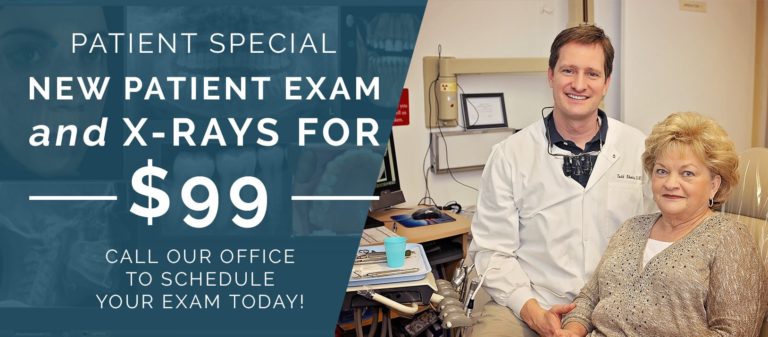 PATIENT SPECIAL
NEW PATIENT EXAM
and X-RAYS FOR
$99
CALL OUR OFFICE
TO SCHEDULE
YOUR EXAM TODAY!